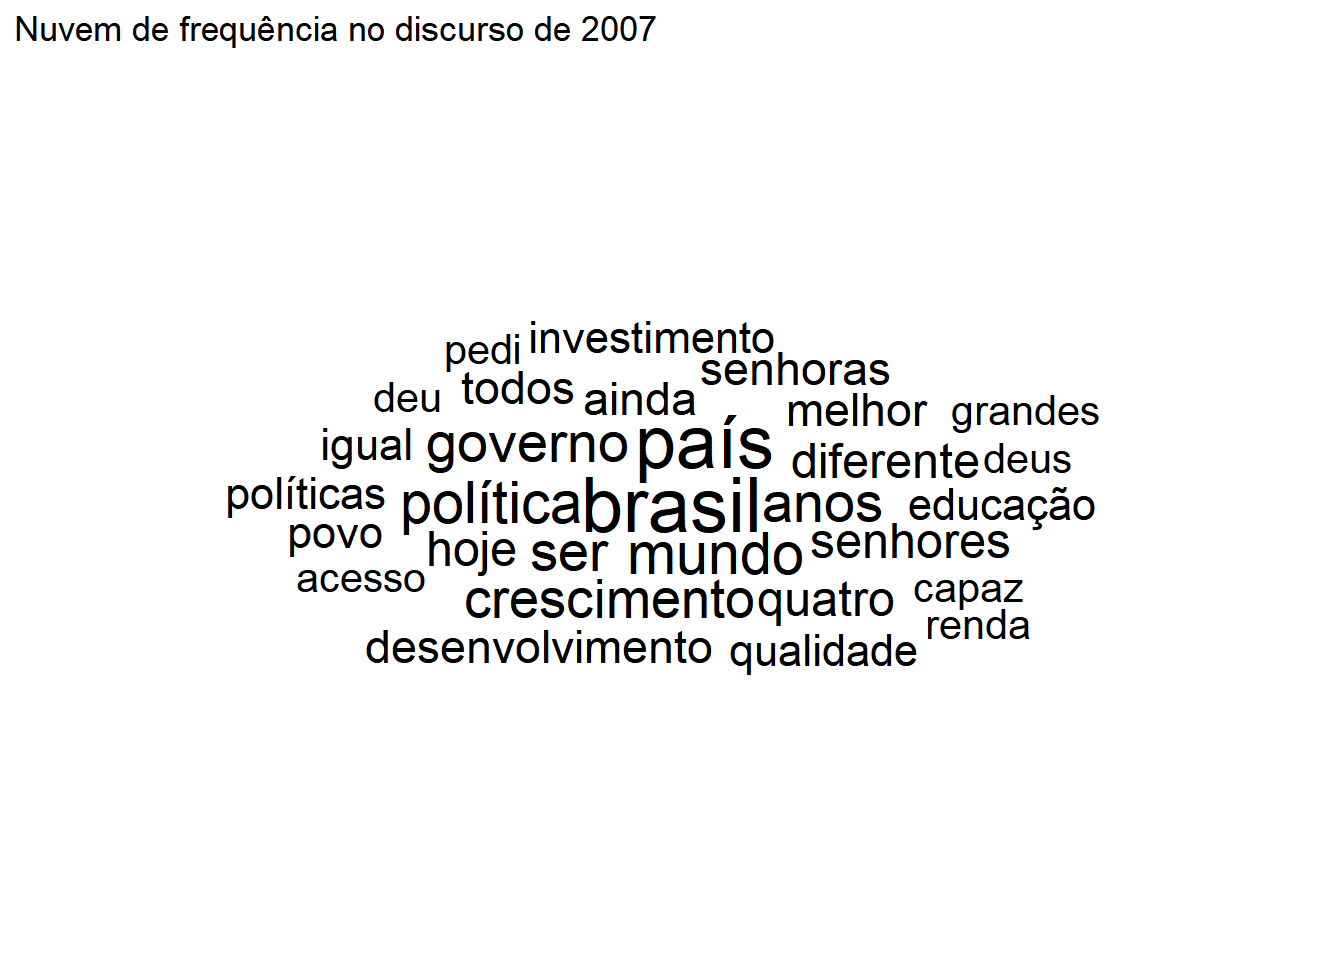 Nuvem de frequência no discurso de 2007
pedi investimento
senhoras
deu todos ainda melhor grandes
igual governo país diferente deus
políticas política brasil anos educação
povo hoje ser mundo senhores
acesso crescimento quatro capaz
renda
desenvolvimento qualidade